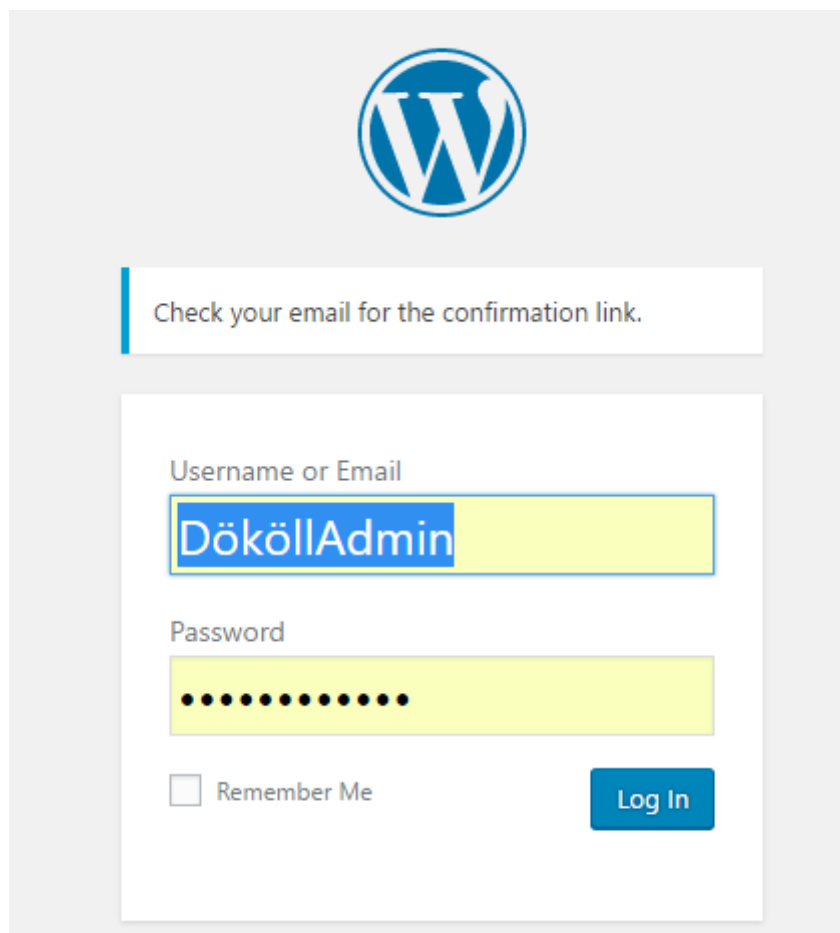 Check your email for the confirmation link.
Username or Email
DököllAdmin
Password
••••••••••••
Remember Me
Log In